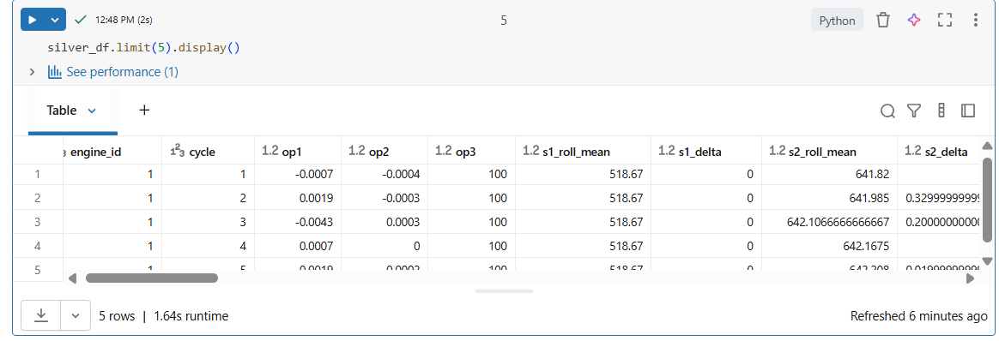 12:48 PM (2s)
5
Python
silver_df.limit(5).display()
See performance (1)
Table
engine_id 123 cycle 1.2 op1 1.2 op2 1.2 op3 1.2 s1_roll_mean 1.2 s1_delta 1.2 s2_roll_mean 1.2 s2_delta
1 1 1 -0.0007 -0.0004 100 518.67 0 641.82
2 1 2 0.0019 -0.0003 100 518.67 0 641.985 0.32999999999
3 1 3 -0.0043 0.0003 100 518.67 0 642.1066666666667 0.20000000000
4 1 4 0.0007 0 100 518.67 0 642.1675
5 1 5 0.0019 0.0002 100 518.67 0 642.208 0.01999999999
5 rows | 1.64s runtime
Refreshed 6 minutes ago